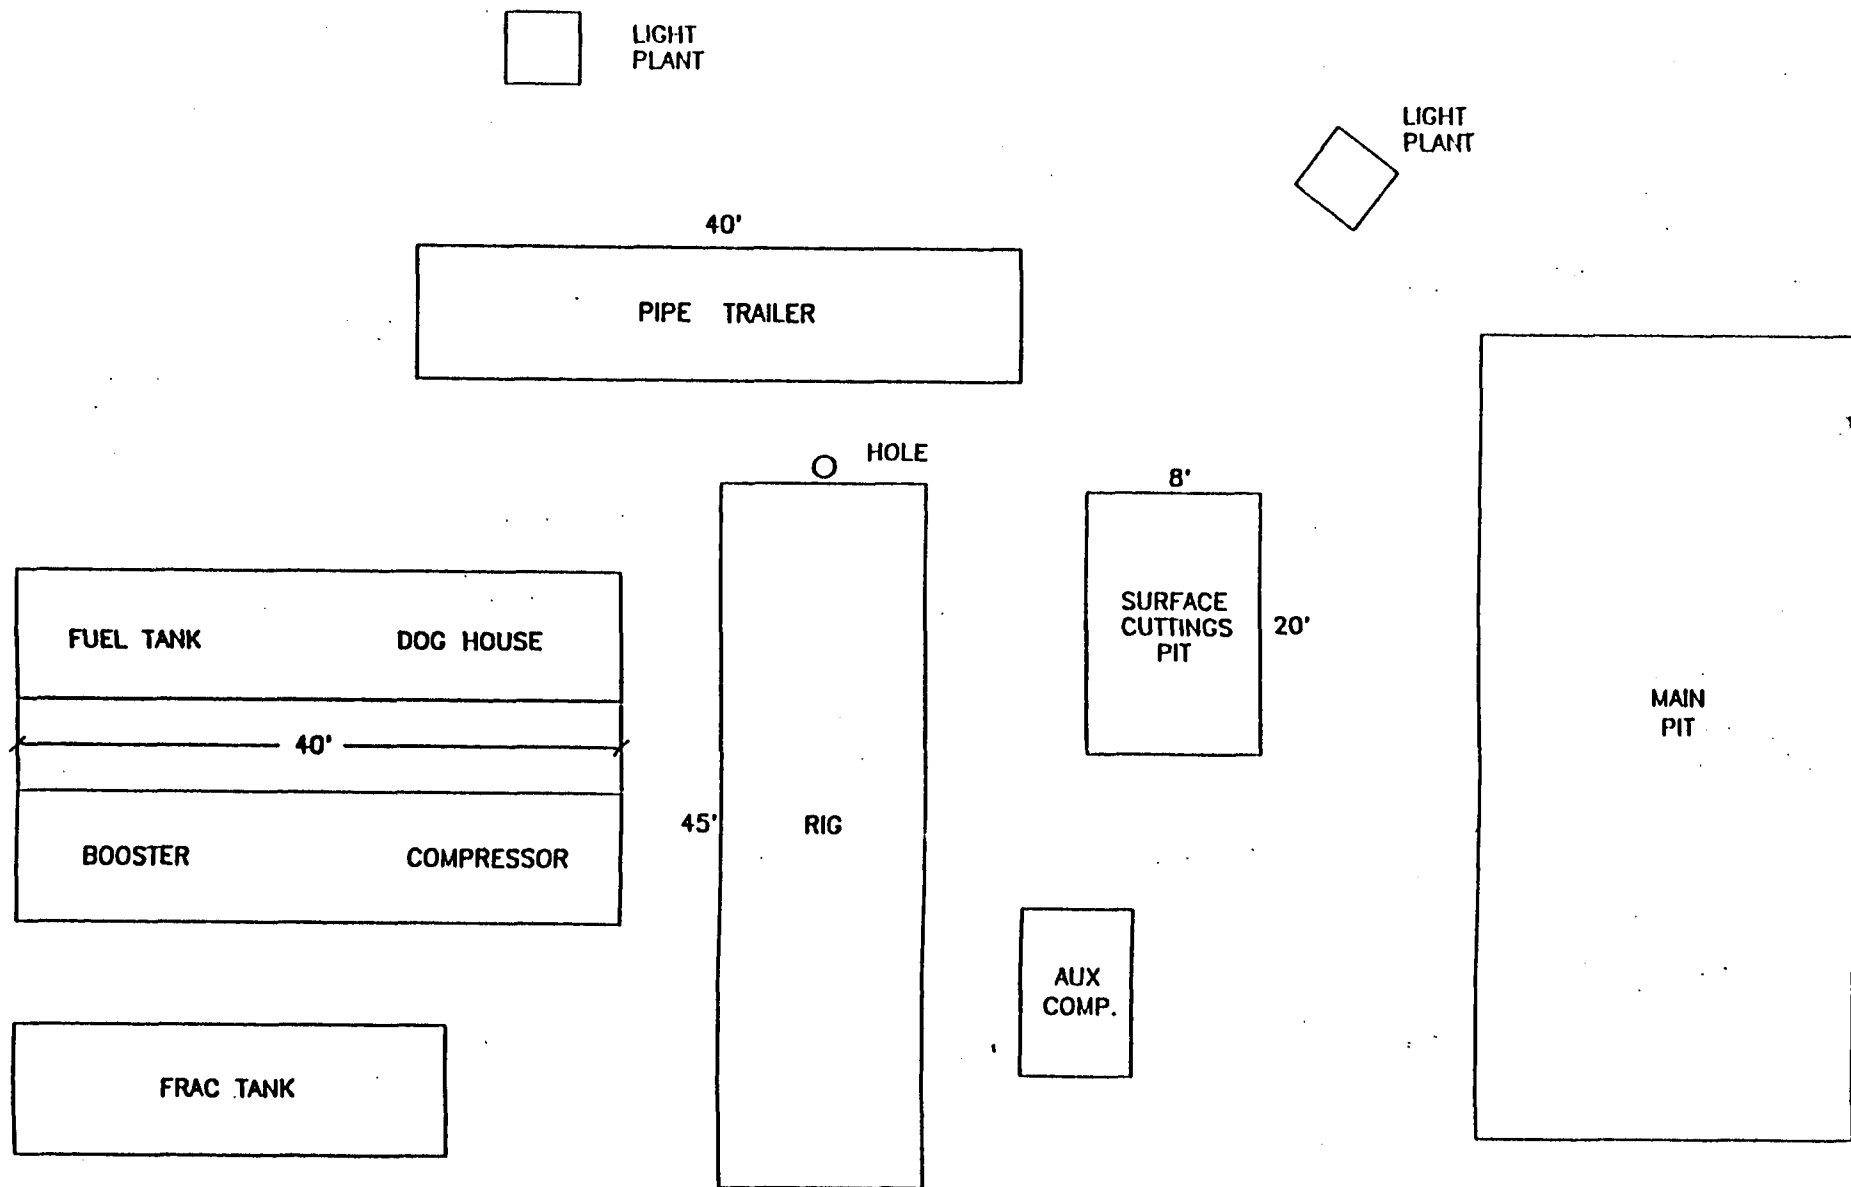 LIGHT
PLANT
LIGHT
PLANT
40'
PIPE TRAILER
HOLE
8'
SURFACE
CUTTINGS
PIT
20'
FUEL TANK DOG HOUSE
40'
MAIN
PIT
45'
RIG
BOOSTER COMPRESSOR
AUX
COMP.
FRAC TANK